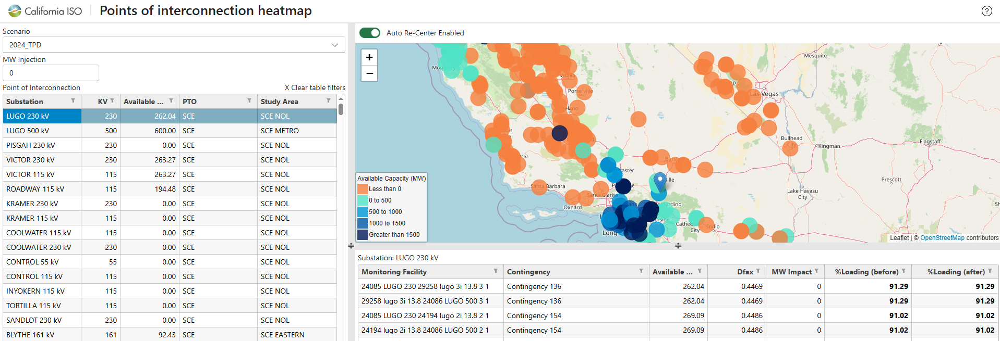 California ISO
Points of interconnection heatmap
?
Scenario
2024_TPD
MW Injection
0
Point of Interconnection
X Clear table filters
Substation KV Available ... PTO Study Area
LUGO 230 kV 230 262.04 SCE SCE NOL
LUGO 500 kV 500 600.00 SCE SCE METRO
PISGAH 230 kV 230 0.00 SCE SCE NOL
VICTOR 230 kV 230 263.27 SCE SCE NOL
VICTOR 115 kV 115 263.27 SCE SCE NOL
ROADWAY 115 kV 115 194.48 SCE SCE NOL
KRAMER 230 kV 230 0.00 SCE SCE NOL
KRAMER 115 kV 115 0.00 SCE SCE NOL
COOLWATER 115 kV 115 0.00 SCE SCE NOL
COOLWATER 230 kV 230 0.00 SCE SCE NOL
CONTROL 55 kV 55 0.00 SCE SCE NOL
CONTROL 115 kV 115 0.00 SCE SCE NOL
INYOKERN 115 kV 115 0.00 SCE SCE NOL
TORTILLA 115 kV 115 0.00 SCE SCE NOL
SANDLOT 230 kV 230 0.00 SCE SCE NOL
BLYTHE 161 kV 161 92.43 SCE SCE EASTERN
Auto Re-Center Enabled
+
−
Mesquite
Visalia
Porterville
Las Vegas
Bullhead
City
Kingman
Flagstaff
Prescott
Lake Havasu
City
Santa Barbara
Santa Clarita
Oxnard
Indio
City
Available Capacity (MW)
Less than 0
0 to 500
500 to 1000
1000 to 1500
Greater than 1500
Leaflet | © OpenStreetMap contributors
Substation: LUGO 230 kV
Monitoring Facility Contingency Available ... Dfax MW Impact %Loading (before) %Loading (after)
24085 LUGO 230 29258 lugo 3i 13.8 3 1 Contingency 136 262.04 0.4469 0 91.29 91.29
29258 lugo 3i 13.8 24086 LUGO 500 3 1 Contingency 136 262.04 0.4469 0 91.29 91.29
24085 LUGO 230 24194 lugo 2i 13.8 2 1 Contingency 154 269.09 0.4486 0 91.02 91.02
24194 lugo 2i 13.8 24086 LUGO 500 2 1 Contingency 154 269.09 0.4486 0 91.02 91.02